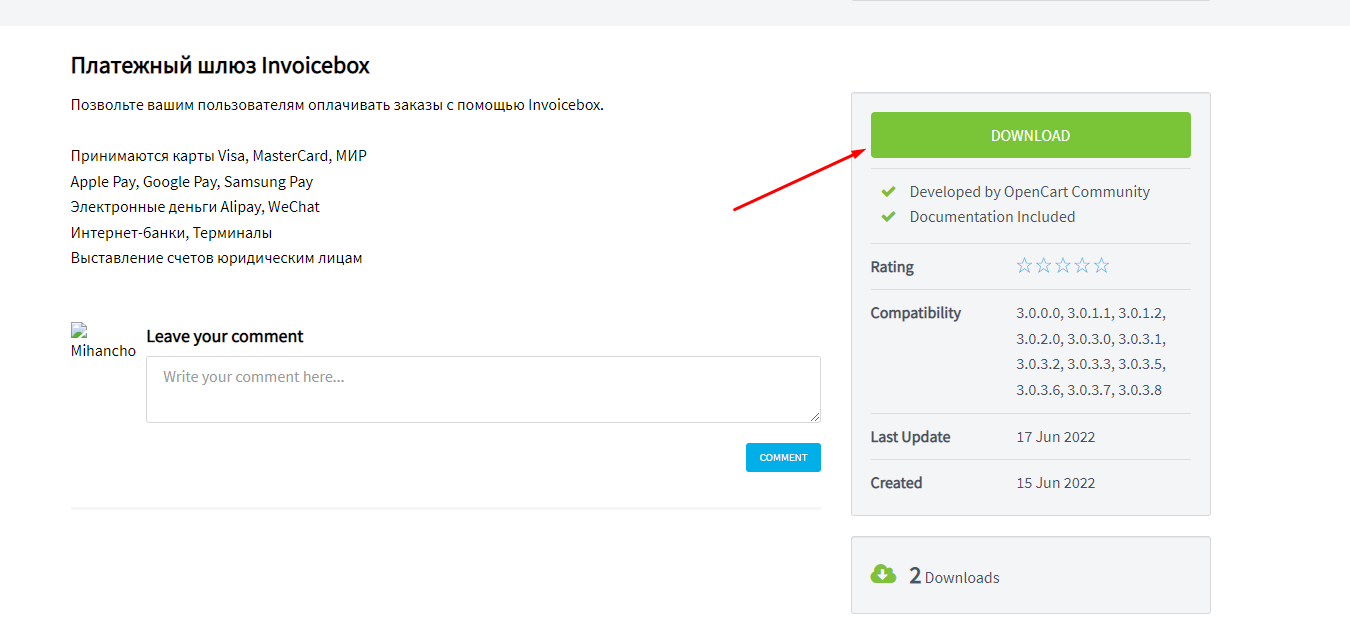 Платежный шлюз Invoicebox
Позвольте вашим пользователям оплачивать заказы с помощью Invoicebox.
Принимаются карты Visa, MasterCard, МИР
Apple Pay, Google Pay, Samsung Pay
Электронные деньги Alipay, WeChat
Интернет-банки, Терминалы
Выставление счетов юридическим лицам
Mihancho
Leave your comment
Write your comment here...
COMMENT
DOWNLOAD
Developed by OpenCart Community
Documentation Included
Rating
Compatibility
3.0.0.0, 3.0.1.1, 3.0.1.2,
3.0.2.0, 3.0.3.0, 3.0.3.1,
3.0.3.2, 3.0.3.3, 3.0.3.5,
3.0.3.6, 3.0.3.7, 3.0.3.8
Last Update 17 Jun 2022
Created 15 Jun 2022
2 Downloads